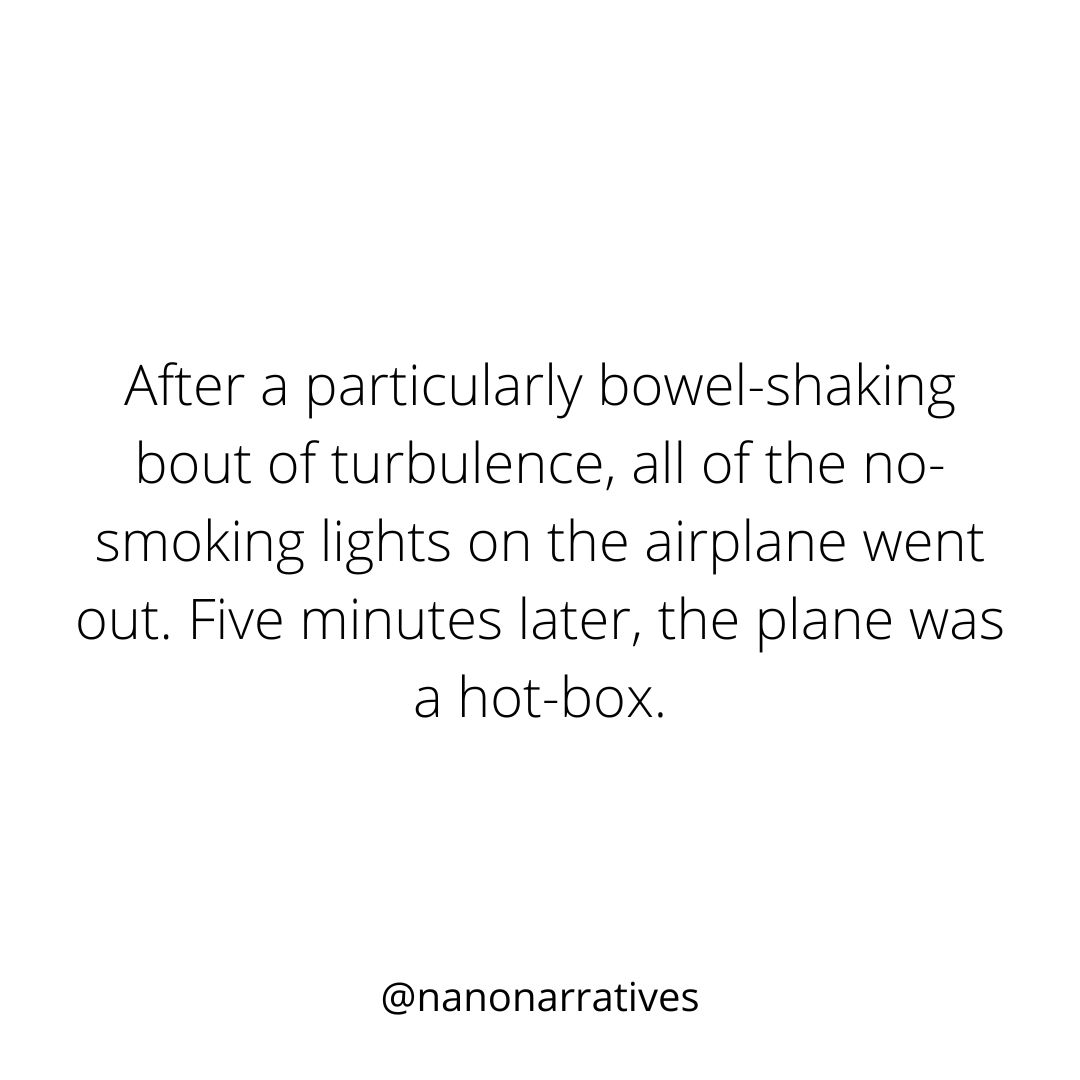 After a particularly bowel-shaking
bout of turbulence, all of the no-
smoking lights on the airplane went
out. Five minutes later, the plane was
a hot-box.
@nanonarratives